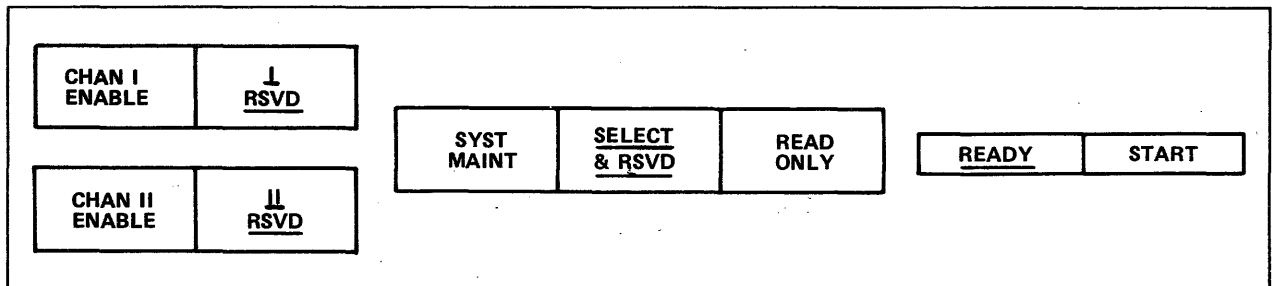 CHAN I
ENABLE
I
RSVD
CHAN II
ENABLE
II
RSVD
SYST
MAINT
SELECT
& RSVD
READ
ONLY
READY
START